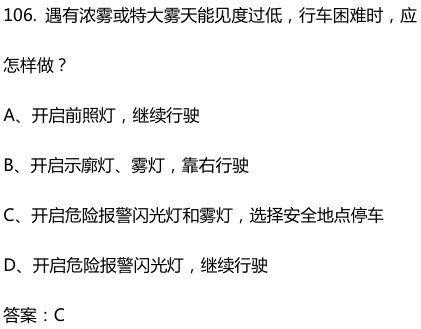 106. 遇有浓雾或特大雾天能见度过低，行车困难时，应
怎样做？
A、开启前照灯，继续行驶
B、开启示廓灯、雾灯，靠右行驶
C、开启危险报警闪光灯和雾灯，选择安全地点停车
D、开启危险报警闪光灯，继续行驶
答案：C